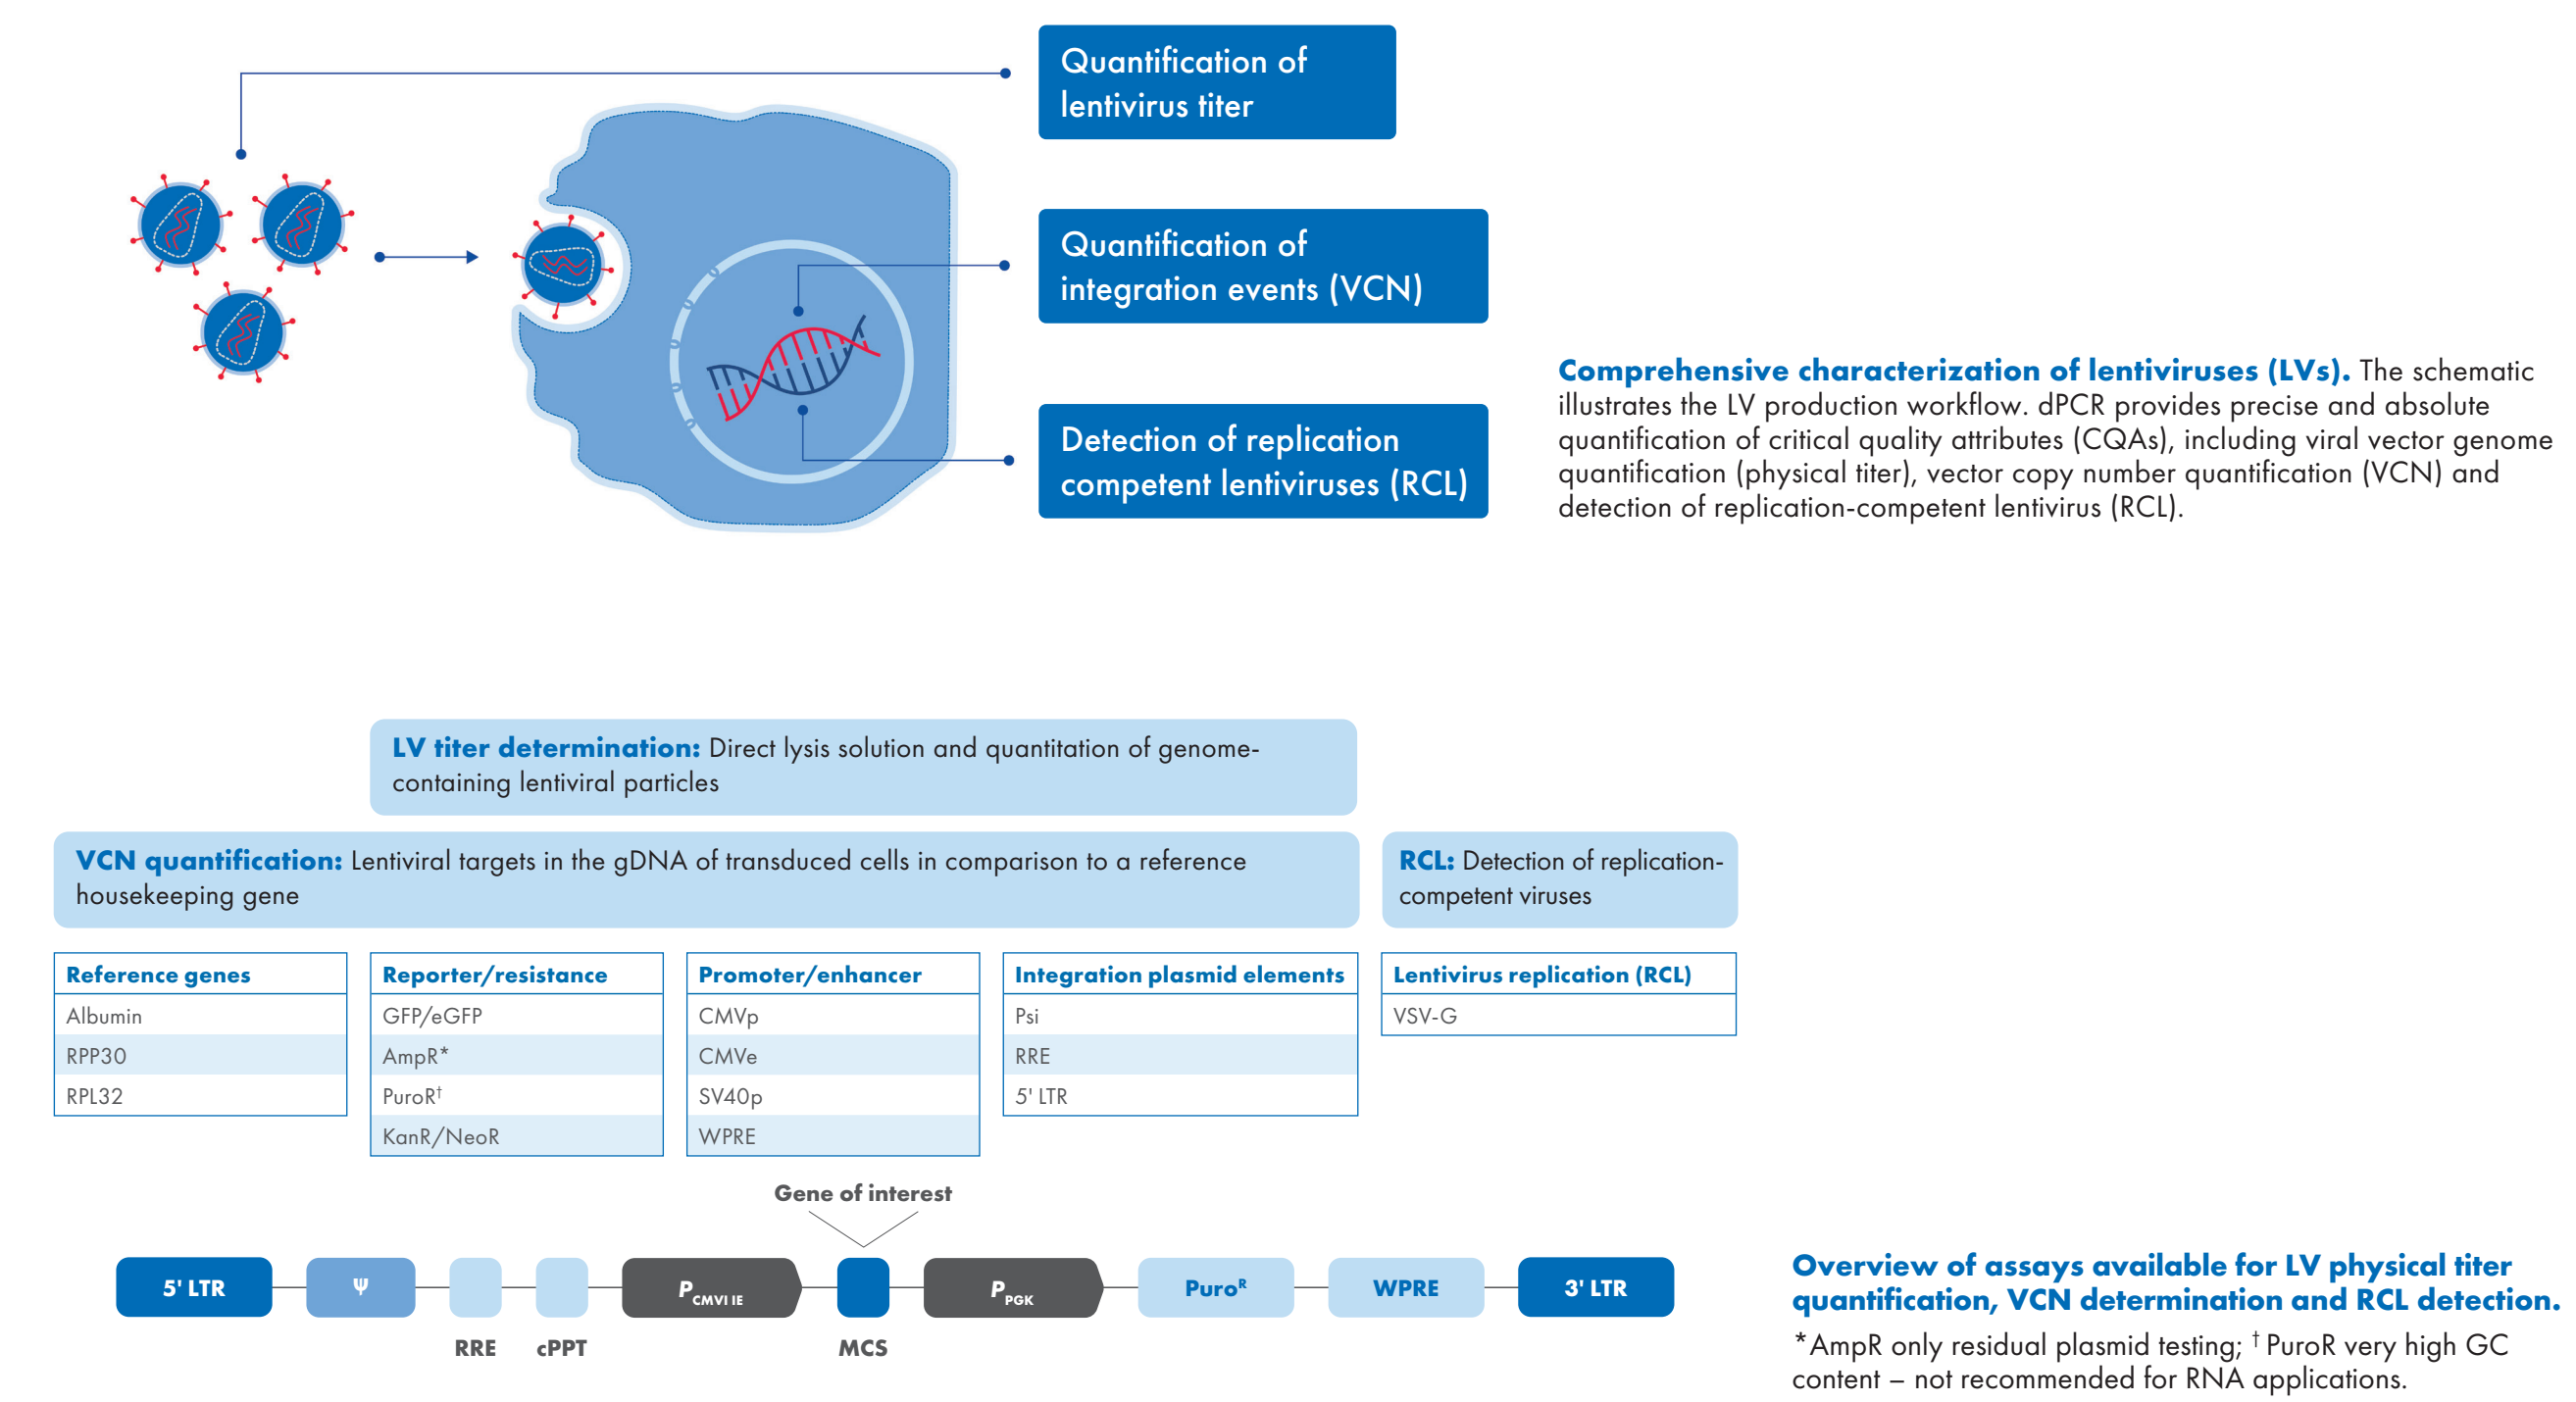 Quantification of
lentivirus titer
Quantification of
integration events (VCN)
Detection of replication
competent lentiviruses (RCL)
Comprehensive characterization of lentiviruses (LVs). The schematic
illustrates the LV production workflow. dPCR provides precise and absolute
quantification of critical quality attributes (CQAs), including viral vector genome
quantification (physical titer), vector copy number quantification (VCN) and
detection of replication-competent lentivirus (RCL).
LV titer determination: Direct lysis solution and quantitation of genome-
containing lentiviral particles
VCN quantification: Lentiviral targets in the gDNA of transduced cells in comparison to a reference
housekeeping gene
RCL: Detection of replication-
competent viruses
Reference genes
Albumin
RPP30
RPL32
Reporter/resistance
GFP/eGFP
AmpR*
PuroR†
KanR/NeoR
Promoter/enhancer
CMVp
CMVe
SV40p
WPRE
Integration plasmid elements
Psi
RRE
5' LTR
Lentivirus replication (RCL)
VSV-G
Gene of interest
5' LTR
Ψ
RRE
cPPT
PCMVI IE
MCS
PPGK
PuroR
WPRE
3' LTR
Overview of assays available for LV physical titer
quantification, VCN determination and RCL detection.
*AmpR only residual plasmid testing; † PuroR very high GC
content – not recommended for RNA applications.